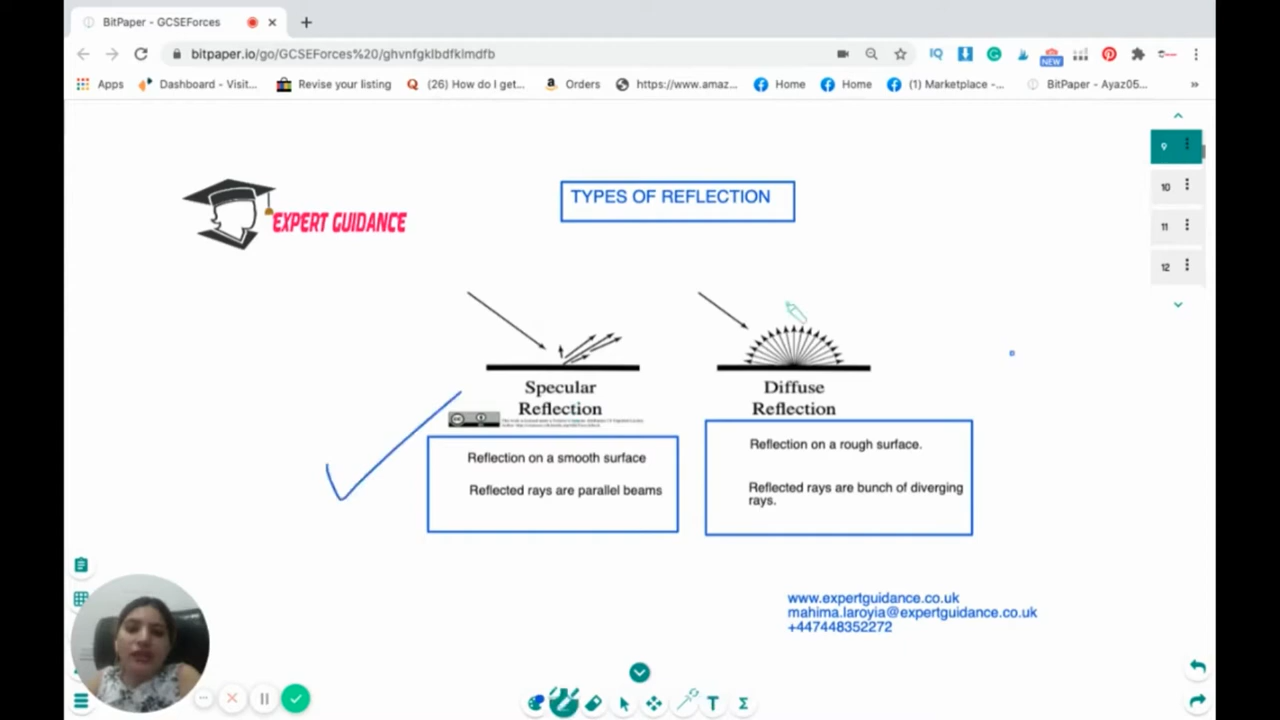 BitPaper - GCSEForces
bitpaper.io/go/GCSEForces%20/ghvnfgklbdfklmdfb
IQ
NEW
Apps
Dashboard - Visit...
Revise your listing
(26) How do I get...
Orders
https://www.amaz...
Home
Home
(1) Marketplace -...
BitPaper - Ayaz05...
»
9
10
11
12
EXPERT GUIDANCE
TYPES OF REFLECTION
Specular
Reflection
Diffuse
Reflection
Reflection on a smooth surface
Reflected rays are parallel beams
Reflection on a rough surface.
Reflected rays are bunch of diverging
rays.
www.expertguidance.co.uk
mahima.laroyia@expertguidance.co.uk
+447448352272
T
Σ